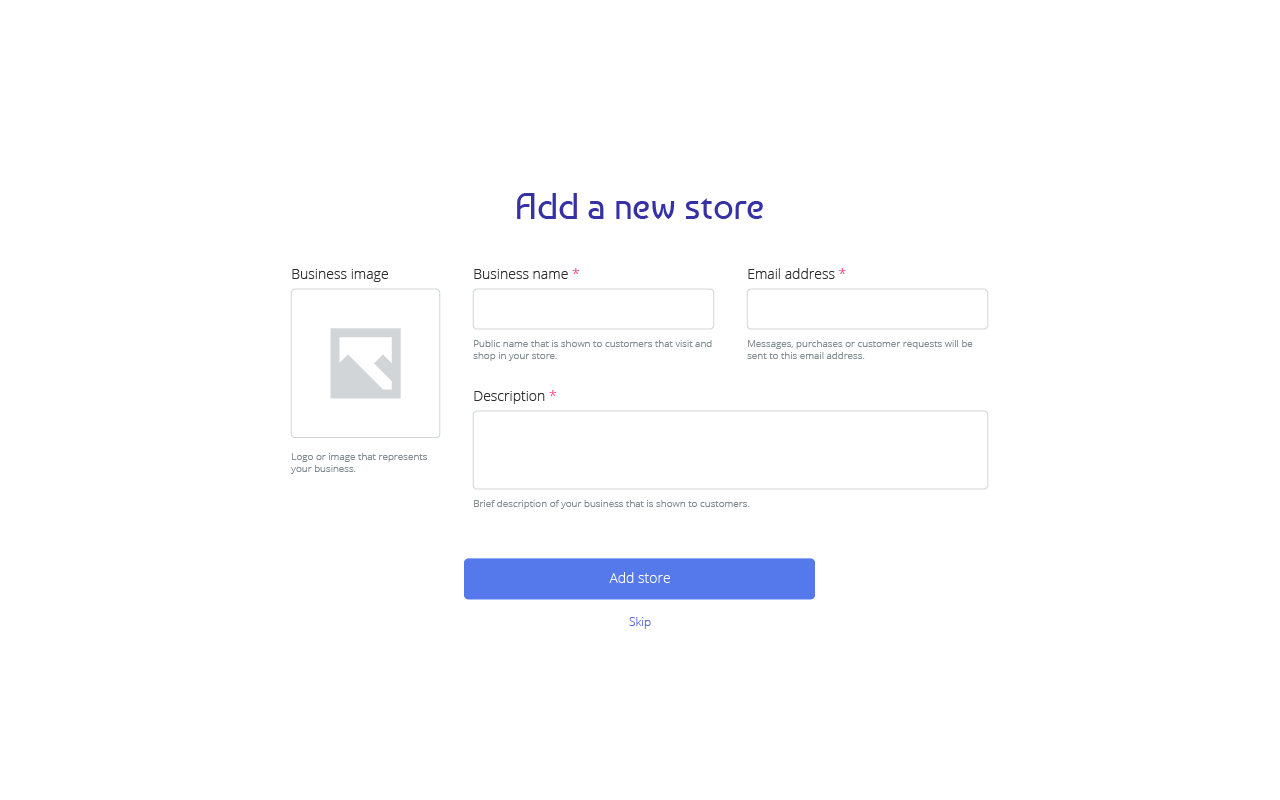 Add a new store
Business image
Logo or image that represents
your business.
Business name *
Public name that is shown to customers that visit and
shop in your store.
Email address *
Messages, purchases or customer requests will be
sent to this email address.
Description *
Brief description of your business that is shown to customers.
Add store
Skip